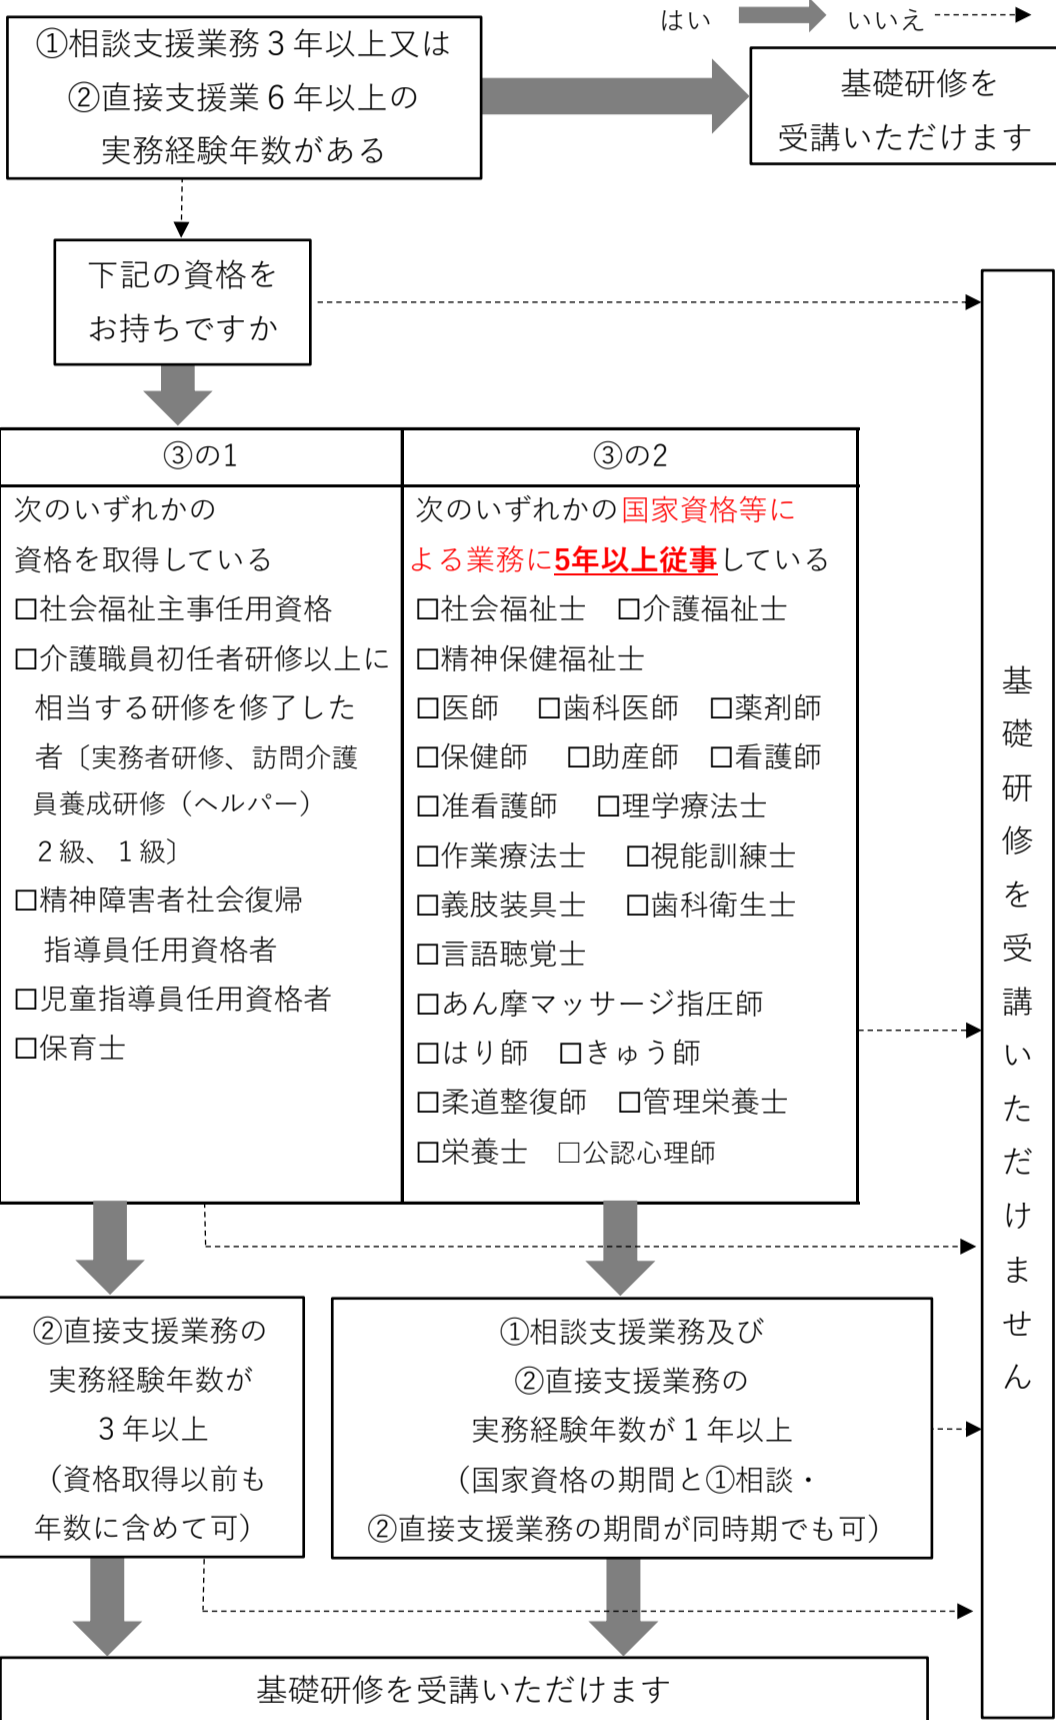 はい　いいえ
①相談支援業務３年以上又は
②直接支援業６年以上の
実務経験年数がある
基礎研修を
受講いただけます
下記の資格を
お持ちですか
③の1
次のいずれかの
資格を取得している
□社会福祉主事任用資格
□介護職員初任者研修以上に
相当する研修を修了した
者〔実務者研修、訪問介護
員養成研修（ヘルパー）
２級、１級〕
□精神障害者社会復帰
指導員任用資格者
□児童指導員任用資格者
□保育士
③の2
次のいずれかの国家資格等に
よる業務に5年以上従事している
□社会福祉士　□介護福祉士
□精神保健福祉士
□医師　□歯科医師　□薬剤師
□保健師　□助産師　□看護師
□准看護師　□理学療法士
□作業療法士　□視能訓練士
□義肢装具士　□歯科衛生士
□言語聴覚士
□あん摩マッサージ指圧師
□はり師　□きゅう師
□柔道整復師　□管理栄養士
□栄養士　□公認心理師
②直接支援業務の
実務経験年数が
３年以上
（資格取得以前も
年数に含めて可）
①相談支援業務及び
②直接支援業務の
実務経験年数が１年以上
（国家資格の期間と①相談・
②直接支援業務の期間が同時期でも可）
基礎研修を受講いただけます
基礎研修を受講いただけません